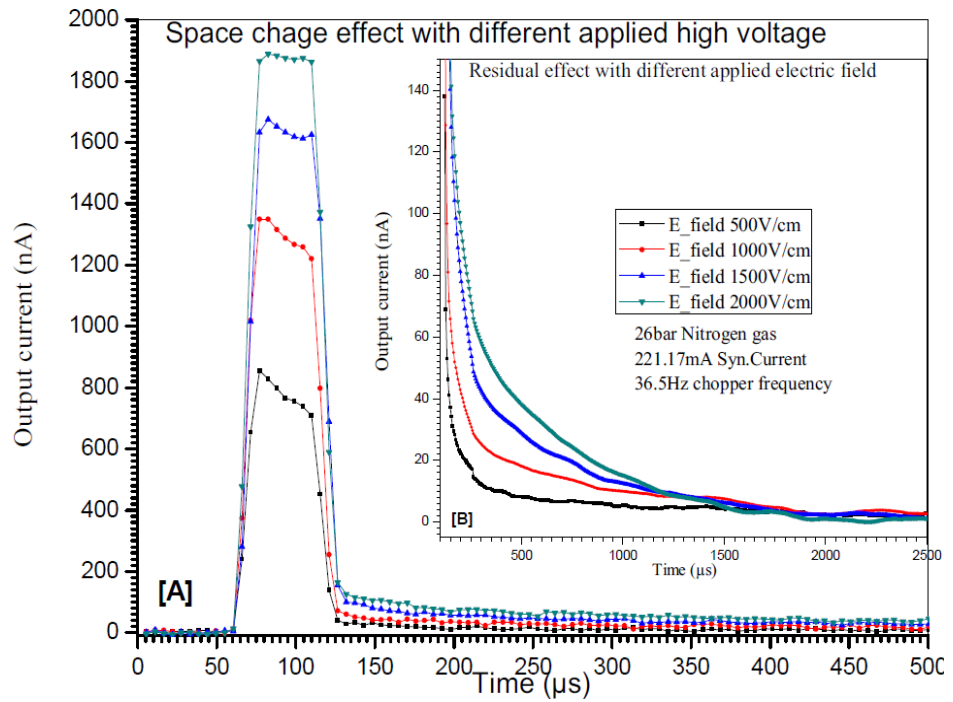 Space chage effect with different applied high voltage
Residual effect with different applied electric field
Output current (nA)
2000
1800
1600
1400
1200
1000
800
600
400
200
0
0
50
100
150
200
250
300
350
400
450
500
Time (µs)
[A]
Output current (nA)
140
120
100
80
60
40
20
0
500
1000
1500
2000
2500
Time (µs)
[B]
E_field 500V/cm
E_field 1000V/cm
E_field 1500V/cm
E_field 2000V/cm
26bar Nitrogen gas
221.17mA Syn.Current
36.5Hz chopper frequency